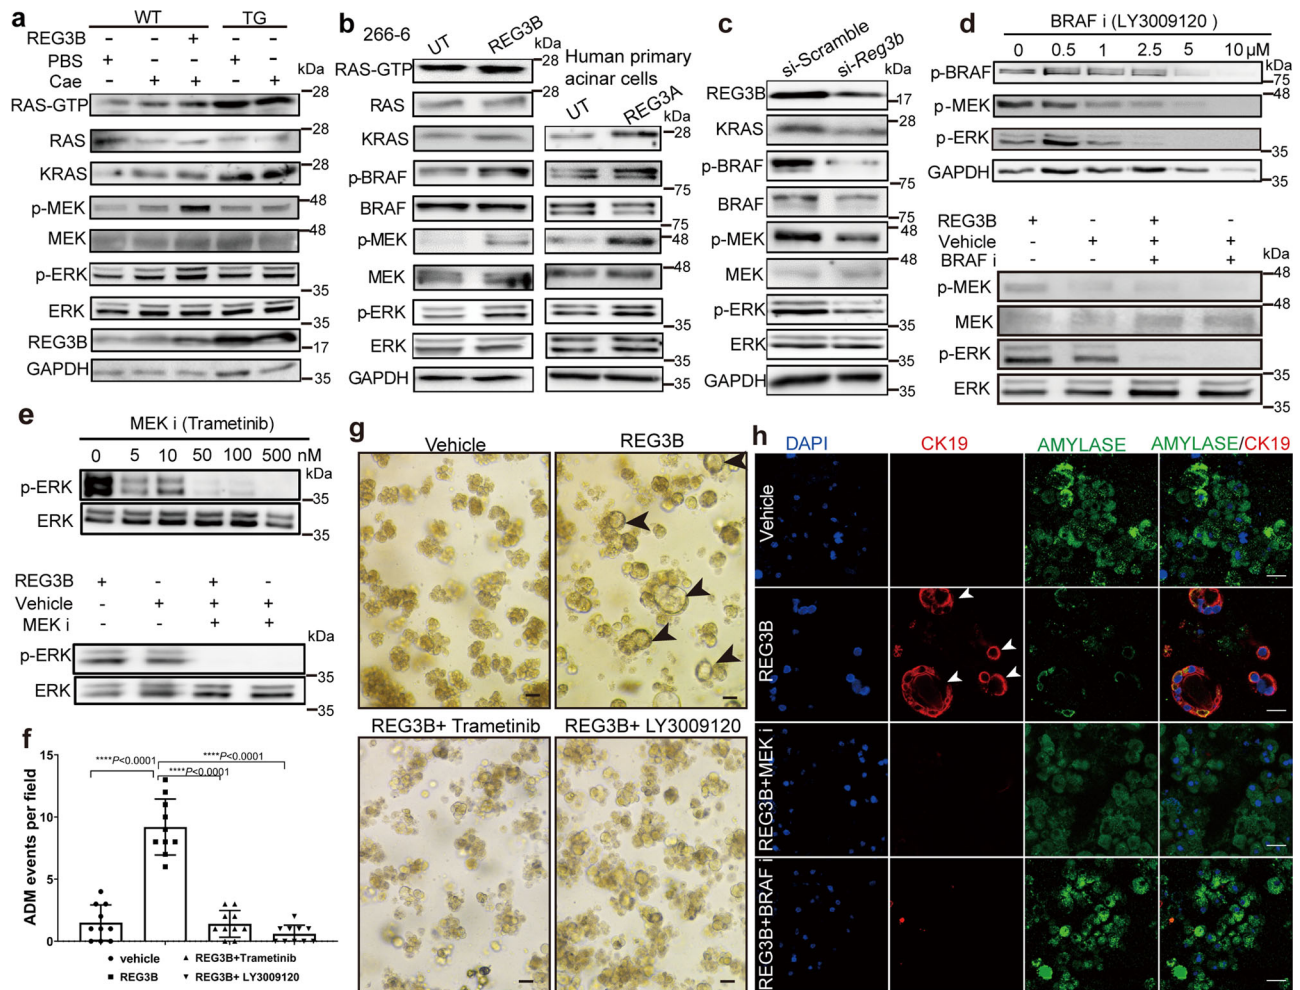 a
WT TG
REG3B - - + - -
PBS + - - + -
Cae - + + - +
kDa
RAS-GTP
28
RAS
28
KRAS
28
p-MEK
48
MEK
48
p-ERK
35
ERK
35
REG3B
17
GAPDH
35
b
266-6 UT REG3B kDa
RAS-GTP
28
Human primary
acinar cells
UT REG3A
RAS
KRAS
28
p-BRAF
75
BRAF
75
p-MEK
48
MEK
48
p-ERK
35
ERK
35
GAPDH
35
c
si-Scramble si-Reg3b
kDa
REG3B
17
KRAS
28
p-BRAF
75
BRAF
75
p-MEK
48
MEK
48
p-ERK
35
ERK
35
GAPDH
35
d
BRAF i (LY3009120 )
0 0.5 1 2.5 5 10 μM
kDa
p-BRAF
75
48
p-MEK
p-ERK
35
GAPDH
35
REG3B + - + -
Vehicle - + + +
BRAF i - - + +
kDa
48
p-MEK
48
MEK
p-ERK
35
ERK
35
e
MEK i (Trametinib)
0 5 10 50 100 500 nM
kDa
p-ERK
35
ERK
35
REG3B + - + -
Vehicle - + + +
MEK i - - + +
kDa
p-ERK
35
ERK
35
f
ADM events per field
15
10
5
0
****P<0.0001
****P<0.0001
****P<0.0001
vehicle
REG3B
REG3B+Trametinib
REG3B+ LY3009120
g
Vehicle REG3B
REG3B+ Trametinib REG3B+ LY3009120
h
DAPI CK19 AMYLASE AMYLASE/CK19
Vehicle
REG3B
REG3B+MEK i
REG3B+BRAF i